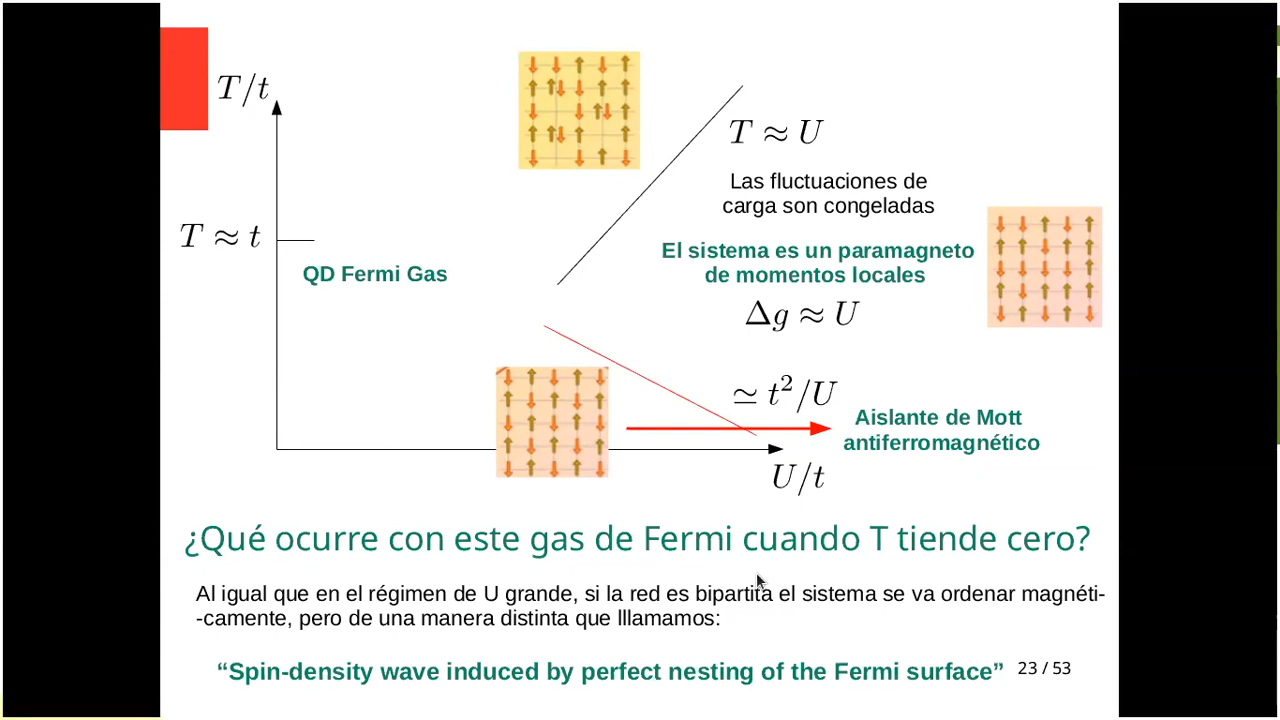 T/t
T ≈ U
Las fluctuaciones de
carga son congeladas
T ≈ t
El sistema es un paramagneto
de momentos locales
QD Fermi Gas
Δg ≈ U
≃ t²/U
Aislante de Mott
antiferromagnético
U/t
¿Qué ocurre con este gas de Fermi cuando T tiende cero?
Al igual que en el régimen de U grande, si la red es bipartita el sistema se va ordenar magnéti-
-camente, pero de una manera distinta que lllamamos:
“Spin-density wave induced by perfect nesting of the Fermi surface”
23 / 53